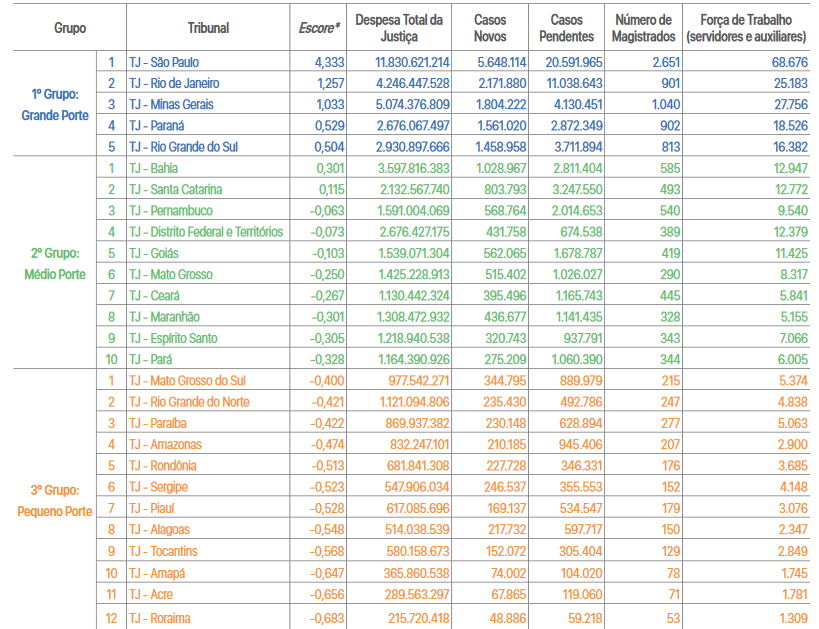 Grupo Tribunal Escore* Despesa Total da Justiça Casos Novos Casos Pendentes Número de Magistrados Força de Trabalho (servidores e auxiliares)
1º Grupo: Grande Porte
1 TJ - São Paulo 4,333 11.830.621.214 5.648.114 20.591.965 2.651 68.676
2 TJ - Rio de Janeiro 1,257 4.246.447.528 2.171.880 11.038.643 901 25.183
3 TJ - Minas Gerais 1,033 5.074.376.809 1.804.222 4.130.451 1.040 27.756
4 TJ - Paraná 0,529 2.676.067.497 1.561.020 2.872.349 902 18.526
5 TJ - Rio Grande do Sul 0,504 2.930.897.666 1.458.958 3.711.894 813 16.382
2º Grupo: Médio Porte
1 TJ - Bahia 0,301 3.597.816.383 1.028.967 2.811.404 585 12.947
2 TJ - Santa Catarina 0,115 2.132.567.740 803.793 3.247.550 493 12.772
3 TJ - Pernambuco -0,063 1.591.004.069 568.764 2.014.653 540 9.540
4 TJ - Distrito Federal e Territórios -0,073 2.676.427.175 431.758 674.538 389 12.379
5 TJ - Goiás -0,103 1.539.071.304 562.065 1.678.787 419 11.425
6 TJ - Mato Grosso -0,250 1.425.228.913 515.402 1.026.027 290 8.317
7 TJ - Ceará -0,267 1.130.442.324 395.496 1.165.743 445 5.841
8 TJ - Maranhão -0,301 1.308.472.932 436.677 1.141.435 328 5.155
9 TJ - Espírito Santo -0,305 1.218.940.538 320.743 937.791 343 7.066
10 TJ - Pará -0,328 1.164.390.926 275.209 1.060.390 344 6.005
3º Grupo: Pequeno Porte
1 TJ - Mato Grosso do Sul -0,400 977.542.271 344.795 889.979 215 5.374
2 TJ - Rio Grande do Norte -0,421 1.121.094.806 235.430 492.786 247 4.838
3 TJ - Paraíba -0,422 869.937.382 230.148 628.894 277 5.063
4 TJ - Amazonas -0,474 832.247.101 210.185 945.406 207 2.900
5 TJ - Rondônia -0,513 681.841.308 227.728 346.331 176 3.685
6 TJ - Sergipe -0,523 547.906.034 246.537 355.553 152 4.148
7 TJ - Piauí -0,528 617.085.696 169.137 534.547 179 3.076
8 TJ - Alagoas -0,548 514.038.539 217.732 597.717 150 2.347
9 TJ - Tocantins -0,568 580.158.673 152.072 305.404 129 2.849
10 TJ - Amapá -0,647 365.860.538 74.002 104.020 78 1.745
11 TJ - Acre -0,656 289.563.297 67.865 119.060 71 1.781
12 TJ - Roraima -0,683 215.720.418 48.886 59.218 53 1.309